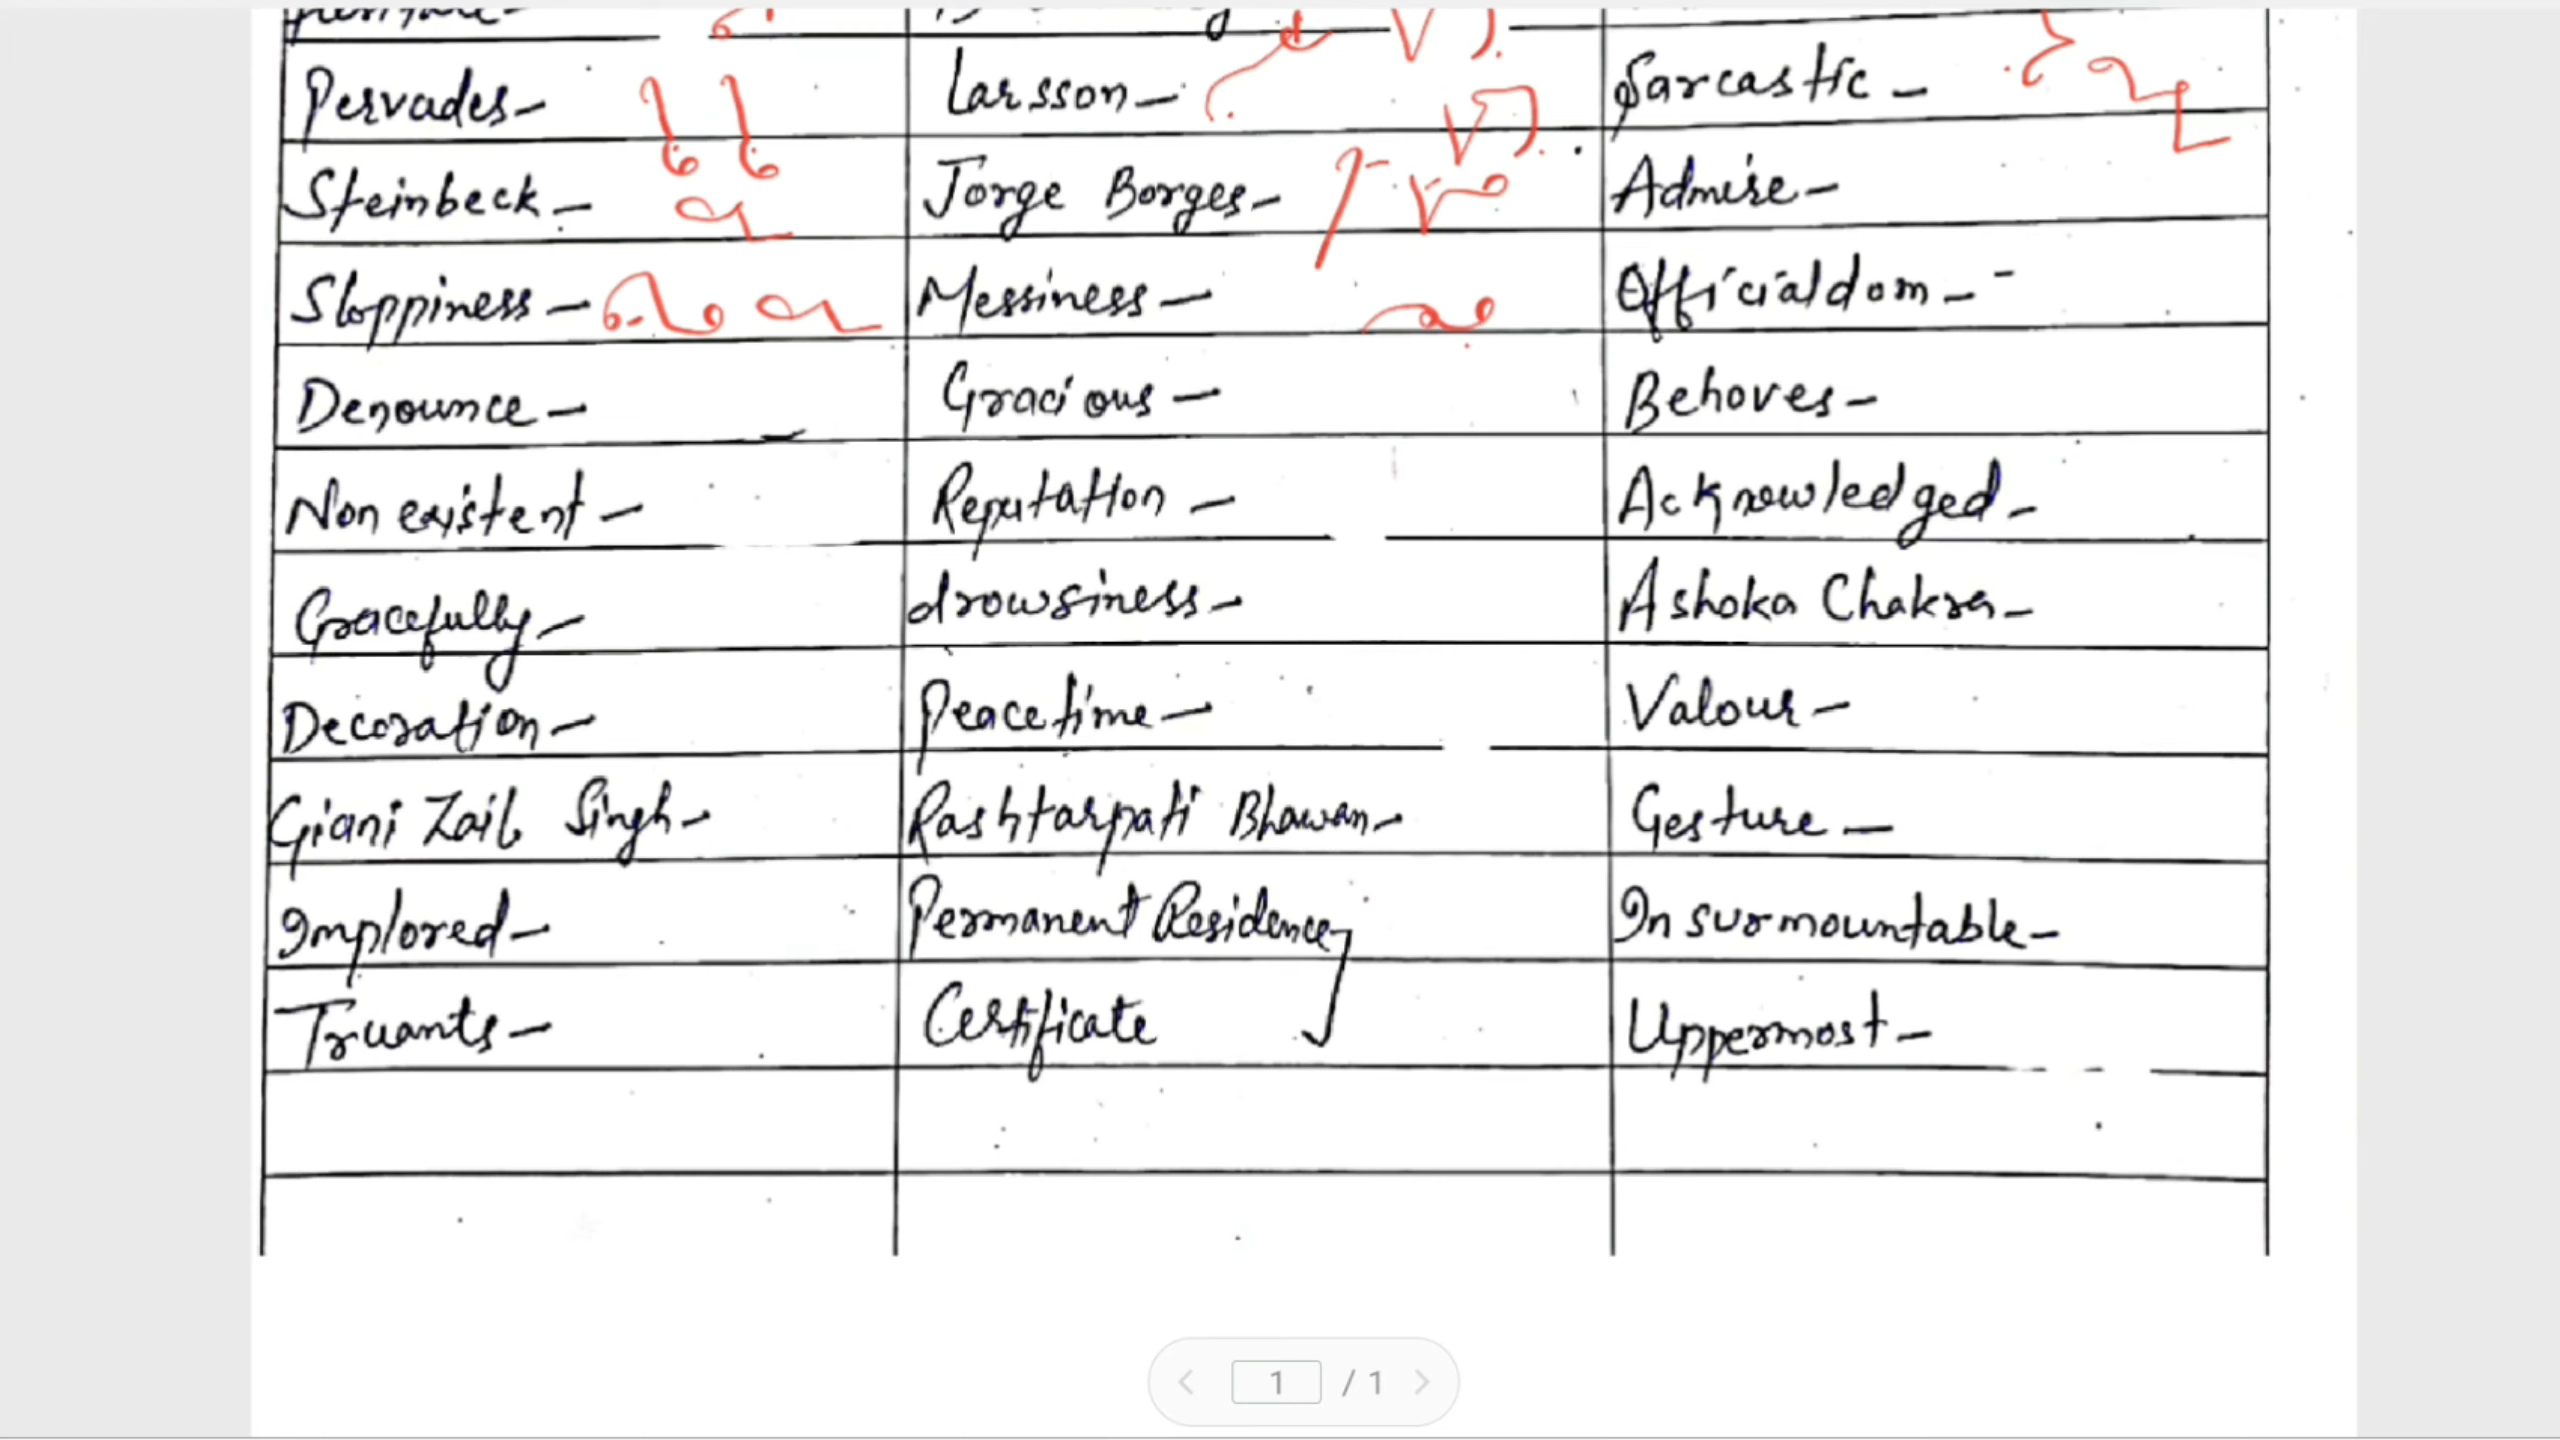 Pervades- Larsson- Sarcastic-
Steinbeck- Jorge Borges- Admire-
Sloppiness- Messiness- Officialdom--
Denounce- Gracious- Behoves-
Non existent- Reputation- Acknowledged-
Gracefully- drowsiness- Ashoka Chakra-
Decoration- Peace time- Valour-
Giani Zail Singh- Rashtarpati Bhawan- Gesture-
Implored- Permanent Residence Insurmountable-
Truants- Certificate Uppermost-
1 / 1